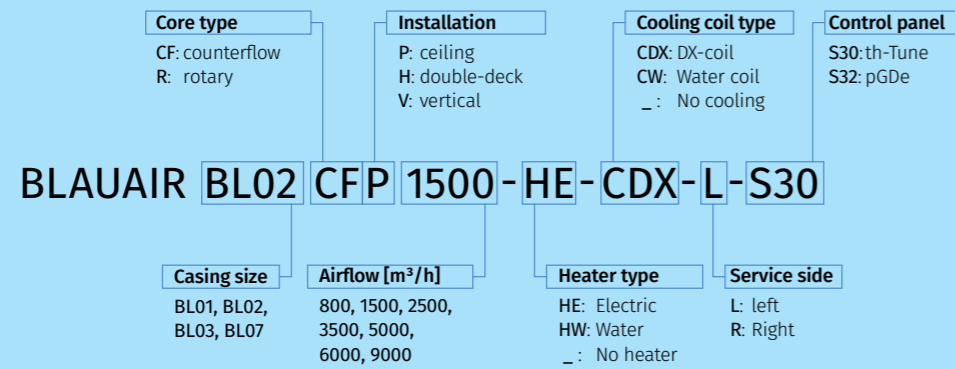 Core type
CF: counterflow
R: rotary
Installation
P: ceiling
H: double-deck
V: vertical
Cooling coil type
CDX: DX-coil
CW: Water coil
_ : No cooling
Control panel
S30: th-Tune
S32: pGDe
BLAUAIR BL02 CFP 1500-HE-CDX-L-S30
Casing size
BL01, BL02,
BL03, BL07
Airflow [m³/h]
800, 1500, 2500,
3500, 5000,
6000, 9000
Heater type
HE: Electric
HW: Water
_ : No heater
Service side
L: left
R: Right